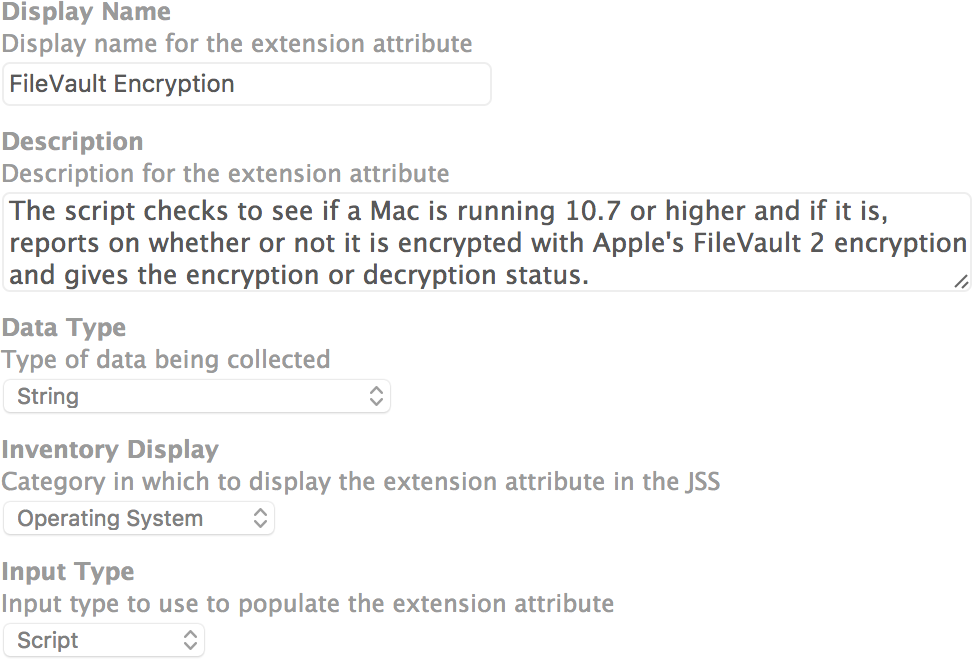 Display Name
Display name for the extension attribute
FileVault Encryption
Description
Description for the extension attribute
The script checks to see if a Mac is running 10.7 or higher and if it is,
reports on whether or not it is encrypted with Apple's FileVault 2 encryption
and gives the encryption or decryption status.
Data Type
Type of data being collected
String
Inventory Display
Category in which to display the extension attribute in the JSS
Operating System
Input Type
Input type to use to populate the extension attribute
Script